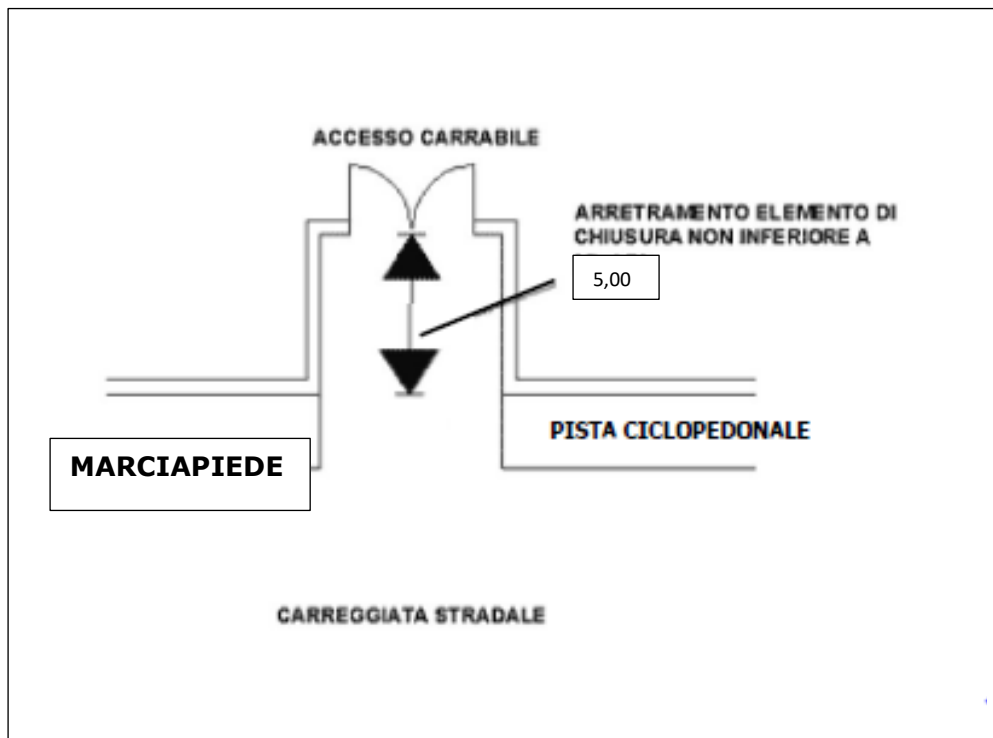 ACCESSO CARRABILE
ARRETRAMENTO ELEMENTO DI
CHIUSURA NON INFERIORE A
5,00
PISTA CICLOPEDONALE
MARCIAPIEDE
CARREGGIATA STRADALE